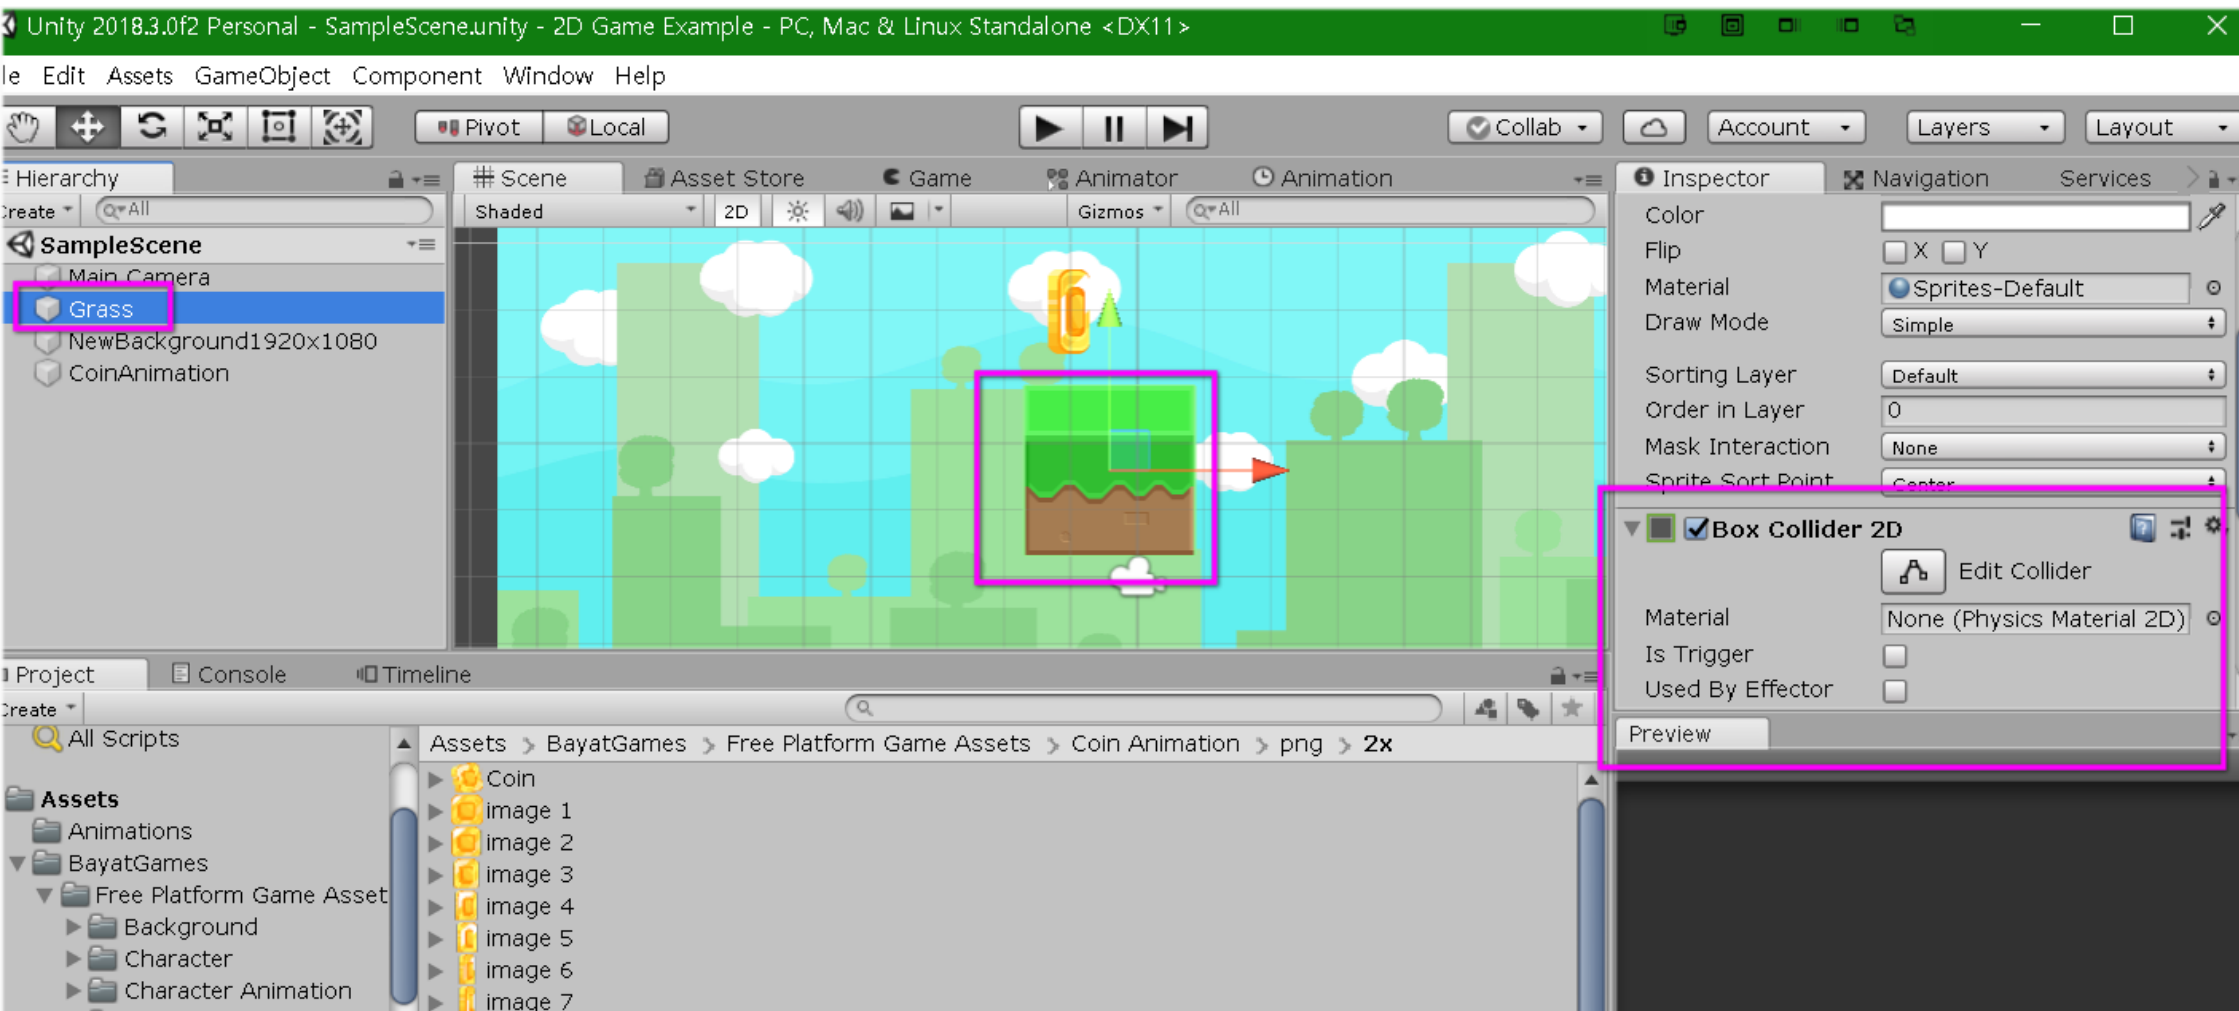 Unity 2018.3.0f2 Personal - SampleScene.unity - 2D Game Example - PC, Mac & Linux Standalone <DX11>
le Edit Assets GameObject Component Window Help
Pivot Local Collab Account Layers Layout
Hierarchy
Create All
SampleScene
Main Camera
Grass
NewBackground1920x1080
CoinAnimation
Scene Asset Store Game Animator Animation
Shaded 2D Gizmos All
Inspector Navigation Services
Color
Flip X Y
Material Sprites-Default
Draw Mode Simple
Sorting Layer Default
Order in Layer 0
Mask Interaction None
Sprite Sort Point Center
Box Collider 2D
Edit Collider
Material None (Physics Material 2D)
Is Trigger
Used By Effector
Preview
Project Console Timeline
Create
All Scripts
Assets
Animations
BayatGames
Free Platform Game Asset
Background
Character
Character Animation
Assets > BayatGames > Free Platform Game Assets > Coin Animation > png > 2x
Coin
image 1
image 2
image 3
image 4
image 5
image 6
image 7